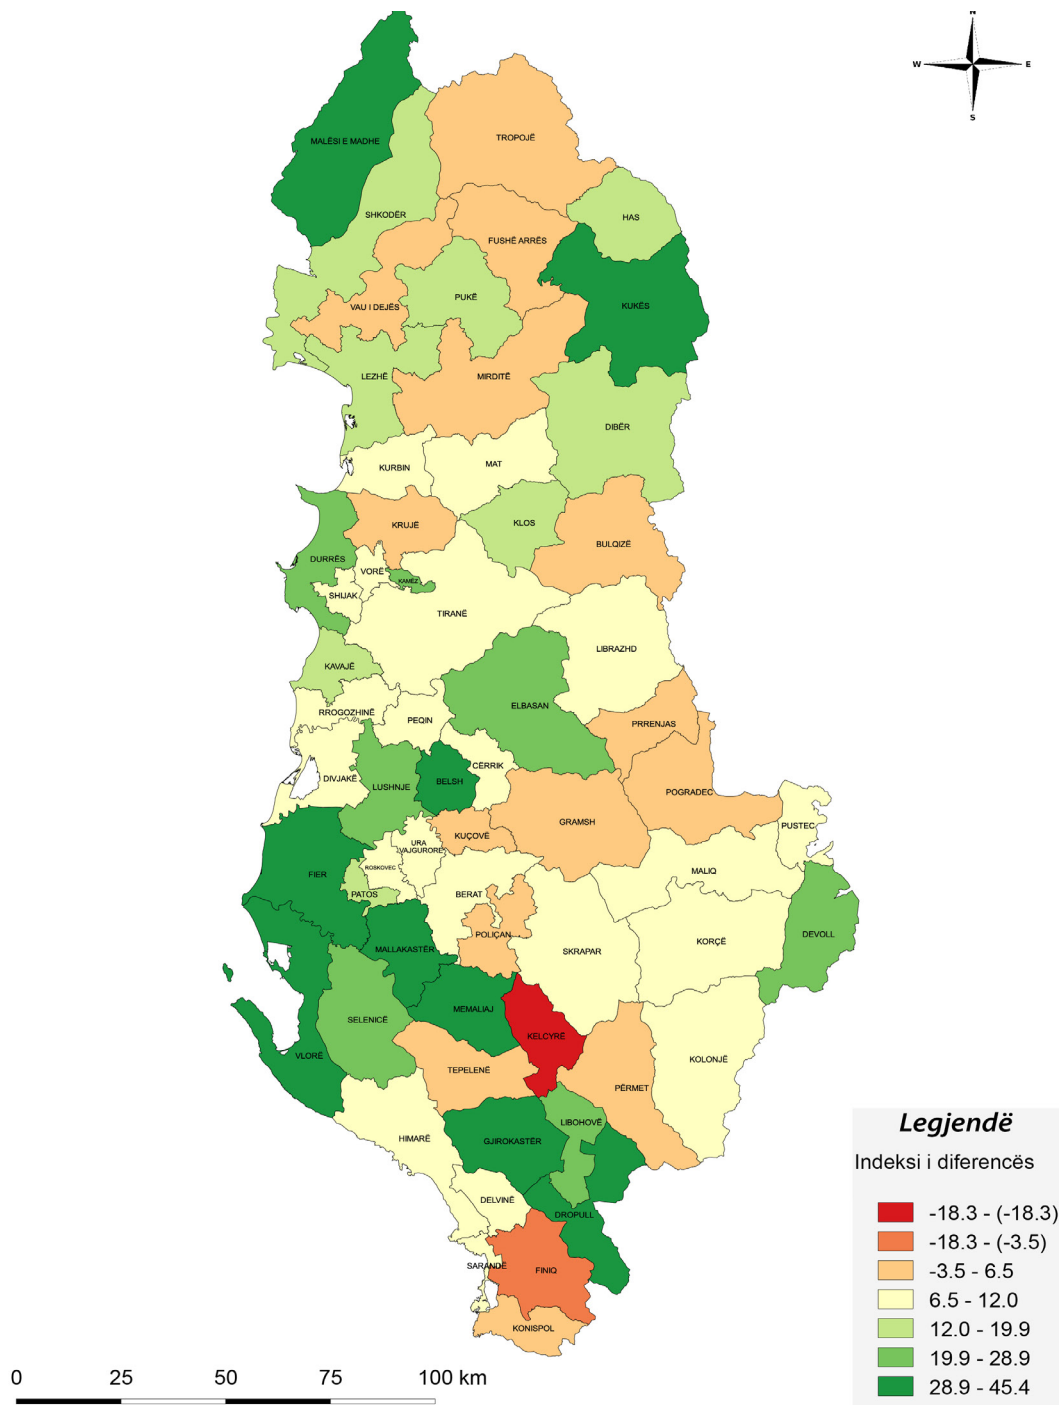 N
W
E
S
MALËSI E MADHE
TROPOJË
SHKODËR
HAS
FUSHË ARRËS
PUKË
KUKËS
VAU I DEJËS
LEZHË
MIRDITË
DIBËR
KURBIN
MAT
KRUJË
KLOS
BULQIZË
DURRËS
VORË
KAMËZ
SHIJAK
TIRANË
LIBRAZHD
KAVAJË
ELBASAN
RROGOZHINË
PEQIN
PRRENJAS
CËRRIK
DIVJAKË
LUSHNJE
BELSH
POGRADEC
GRAMSH
PUSTEC
KUÇOVË
URA
VAJGURORE
ROSKOVEC
MALIQ
FIER
PATOS
BERAT
POLIÇAN
DEVOLL
KORÇË
MALLAKASTËR
SKRAPAR
MEMALIAJ
SELENICË
KELCYRË
VLORË
KOLONJË
TEPELENË
PËRMET
LIBOHOVË
HIMARË
GJIROKASTËR
DELVINË
DROPULL
SARANDË
FINIQ
KONISPOL
Legjendë
Indeksi i diferencës
-18.3 - (-18.3)
-18.3 - (-3.5)
-3.5 - 6.5
6.5 - 12.0
12.0 - 19.9
19.9 - 28.9
28.9 - 45.4
0 25 50 75 100 km